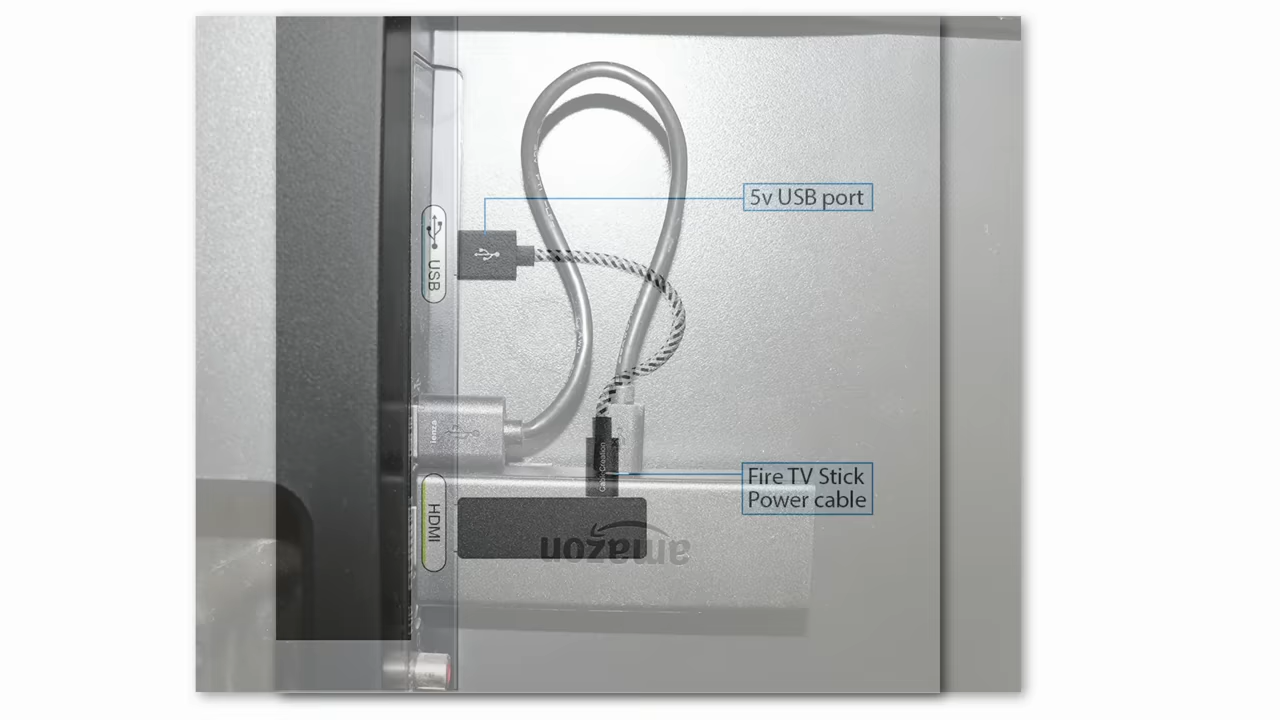 5v USB port
USB
Fire TV Stick
Power cable
HDMI
amazon